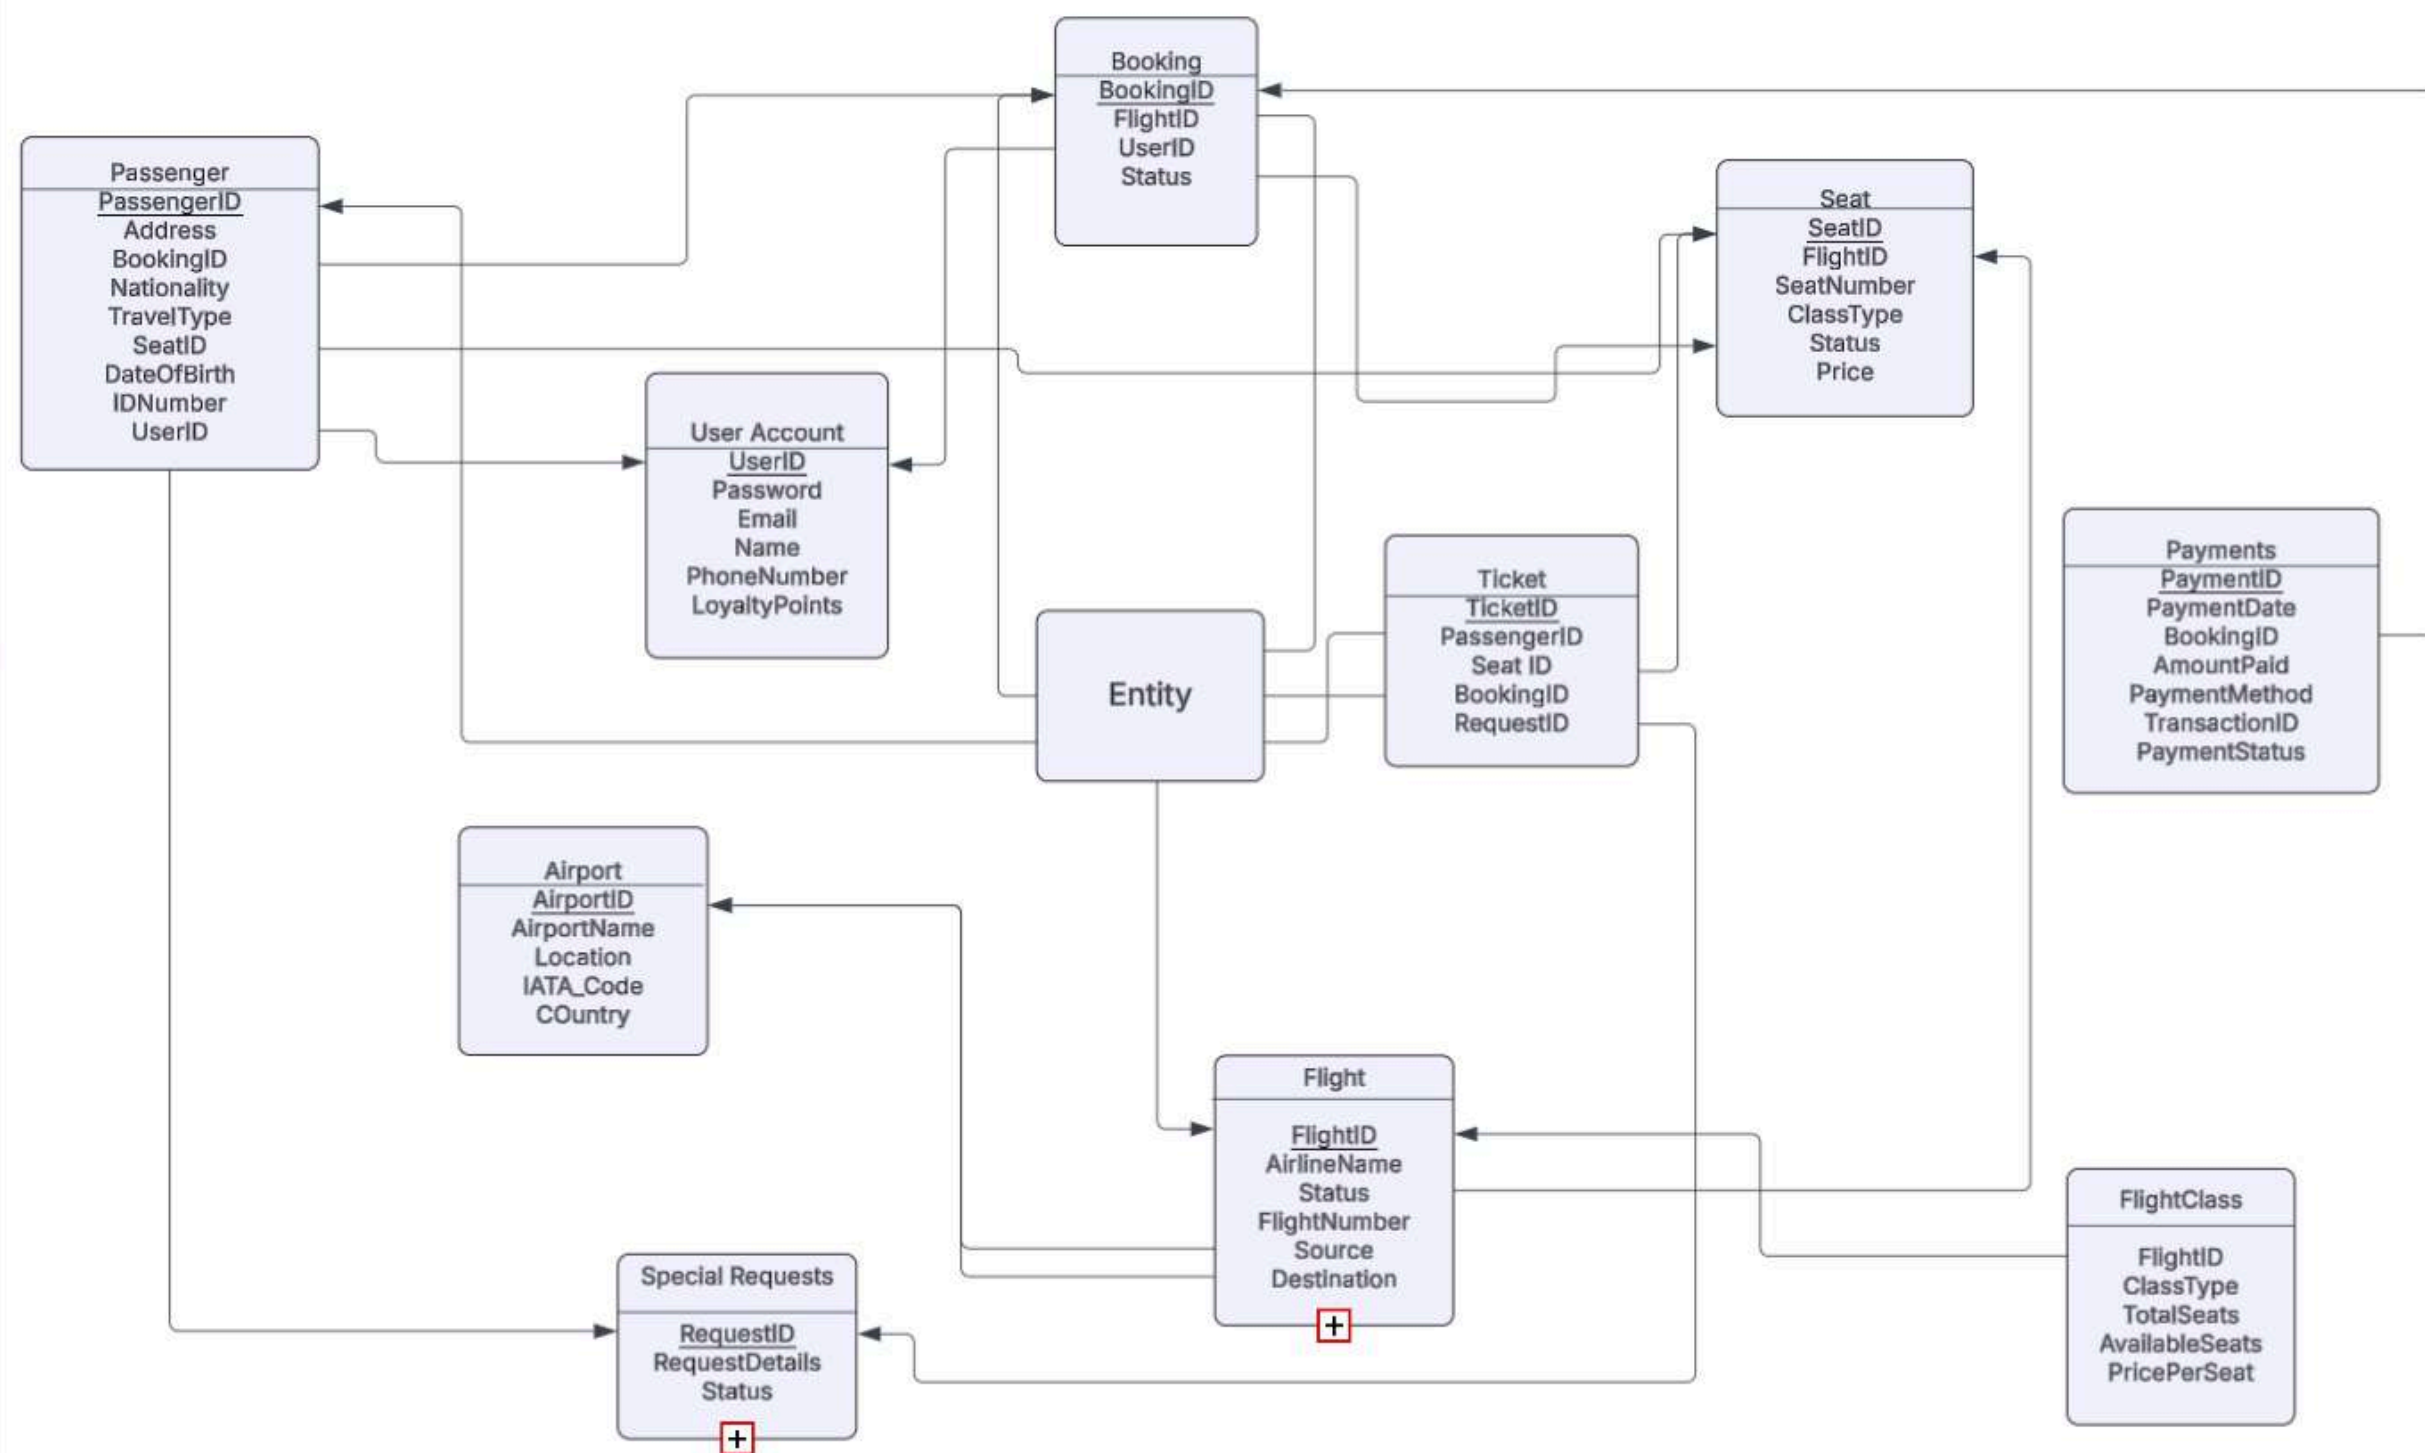 Booking
BookingID
FlightID
UserID
Status
Passenger
PassengerID
Address
BookingID
Nationality
TravelType
SeatID
DateOfBirth
IDNumber
UserID
Seat
SeatID
FlightID
SeatNumber
ClassType
Status
Price
User Account
UserID
Password
Email
Name
PhoneNumber
LoyaltyPoints
Entity
Ticket
TicketID
PassengerID
Seat ID
BookingID
RequestID
Payments
PaymentID
PaymentDate
BookingID
AmountPaid
PaymentMethod
TransactionID
PaymentStatus
Airport
AirportID
AirportName
Location
IATA_Code
COuntry
Flight
FlightID
AirlineName
Status
FlightNumber
Source
Destination
+
FlightClass
FlightID
ClassType
TotalSeats
AvailableSeats
PricePerSeat
Special Requests
RequestID
RequestDetails
Status
+